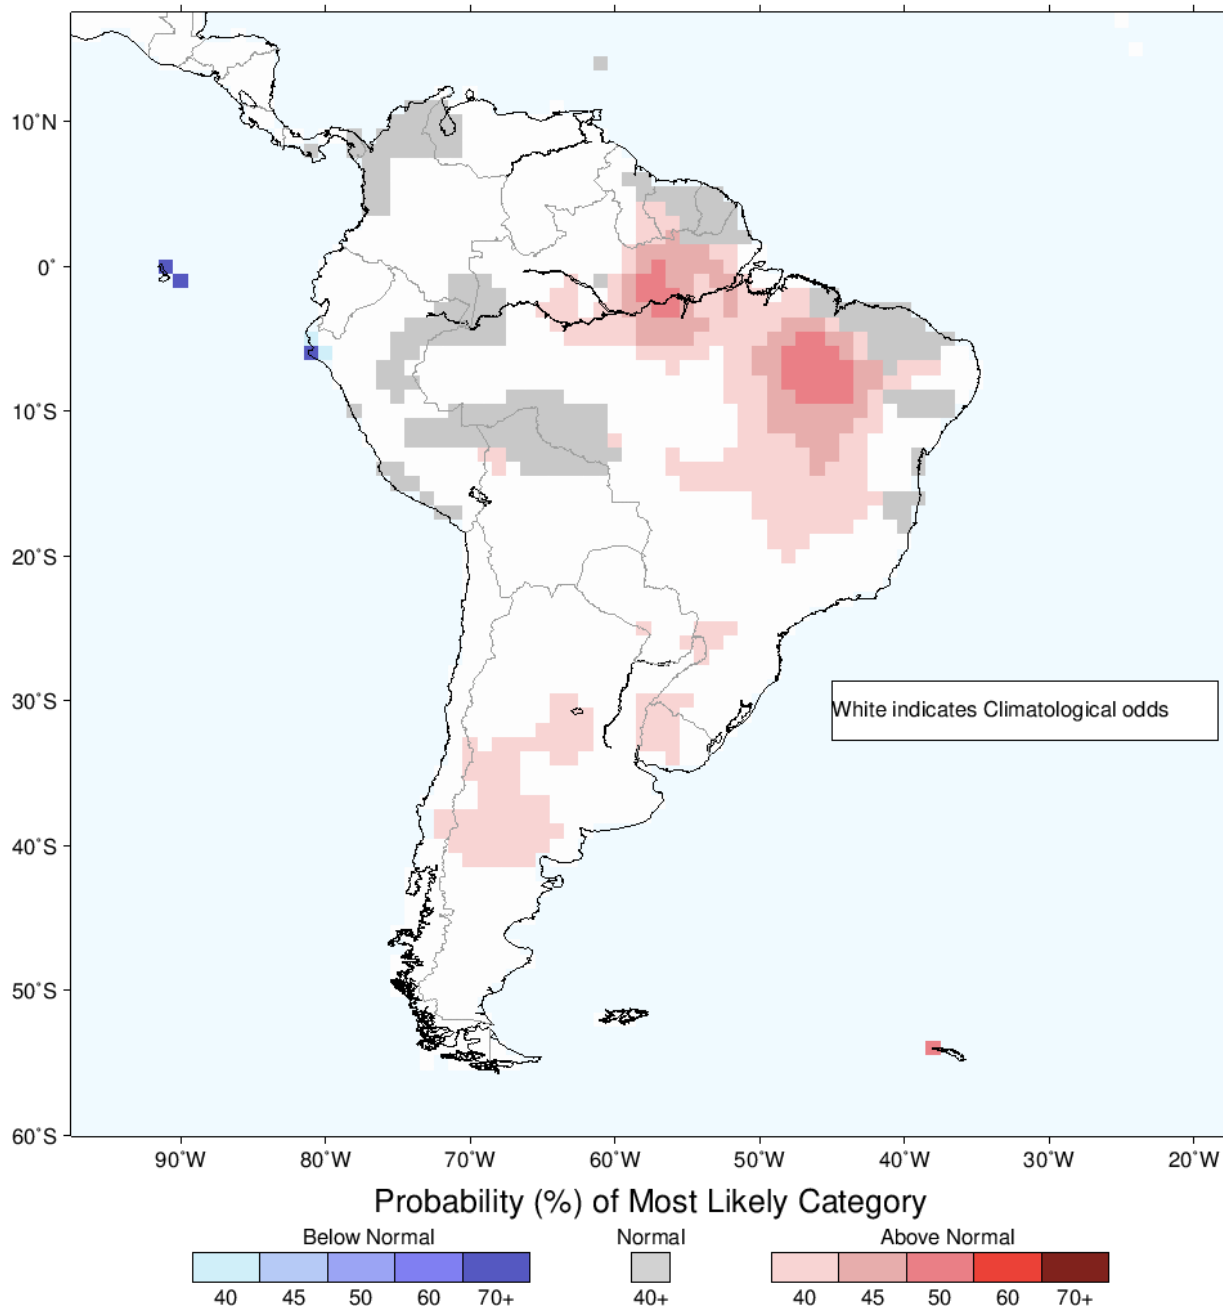 10˚N
0˚
10˚S
20˚S
30˚S
White indicates Climatological odds
40˚S
50˚S
60˚S
90˚W 80˚W 70˚W 60˚W 50˚W 40˚W 30˚W 20˚W
Probability (%) of Most Likely Category
Below Normal Normal Above Normal
40 45 50 60 70+ 40+ 40 45 50 60 70+